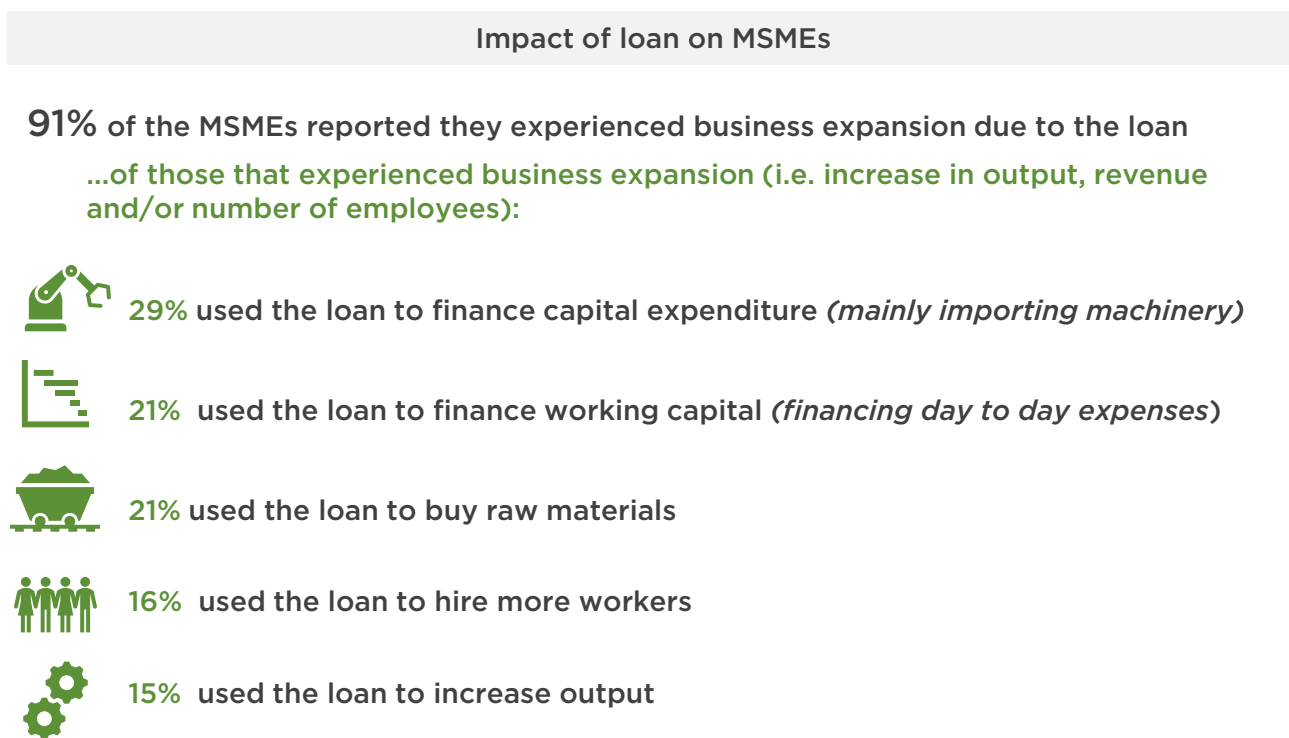 Impact of loan on MSMEs
91% of the MSMEs reported they experienced business expansion due to the loan
...of those that experienced business expansion (i.e. increase in output, revenue
and/or number of employees):
29% used the loan to finance capital expenditure (mainly importing machinery)
21% used the loan to finance working capital (financing day to day expenses)
21% used the loan to buy raw materials
16% used the loan to hire more workers
15% used the loan to increase output